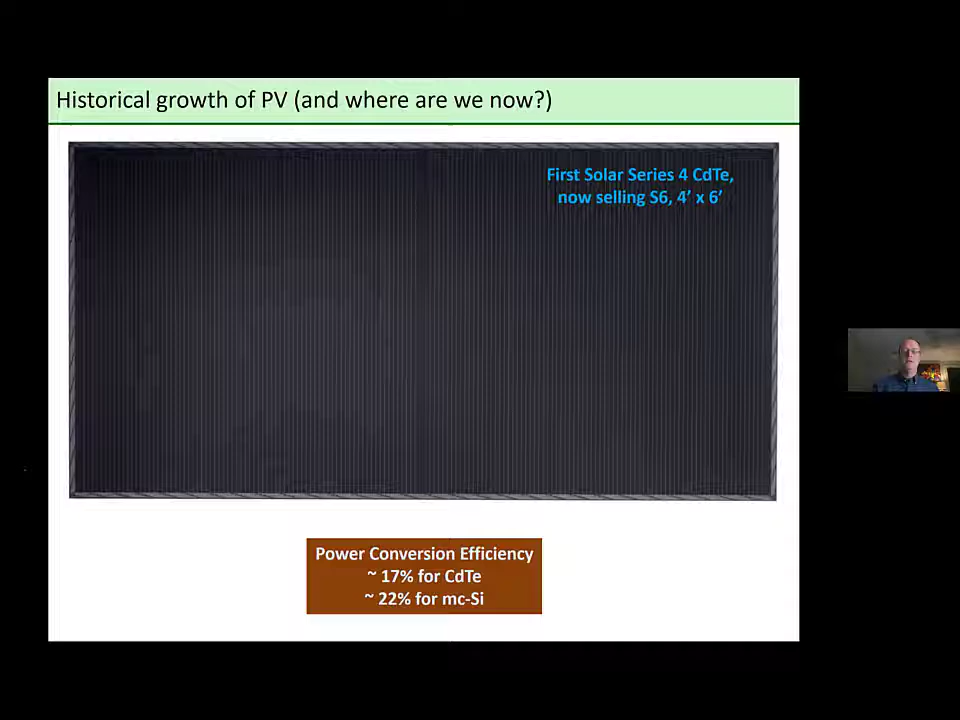 Historical growth of PV (and where are we now?)
First Solar Series 4 CdTe,
now selling S6, 4’ x 6’
Power Conversion Efficiency
~ 17% for CdTe
~ 22% for mc-Si